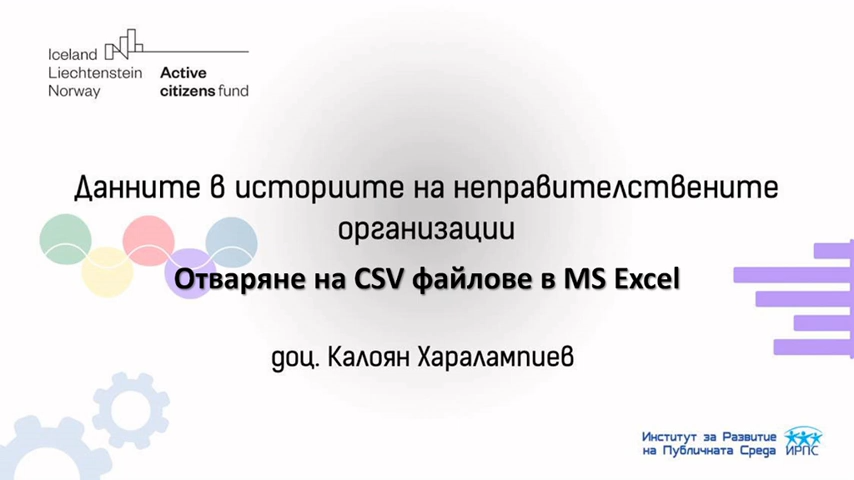 Iceland
Liechtenstein
Norway
Active
citizens fund
Данните в историите на неправителствените
организации
Отваряне на CSV файлове в MS Excel
доц. Калоян Харалампиев
Институт за Развитие
на Публичната Среда
ИРПС